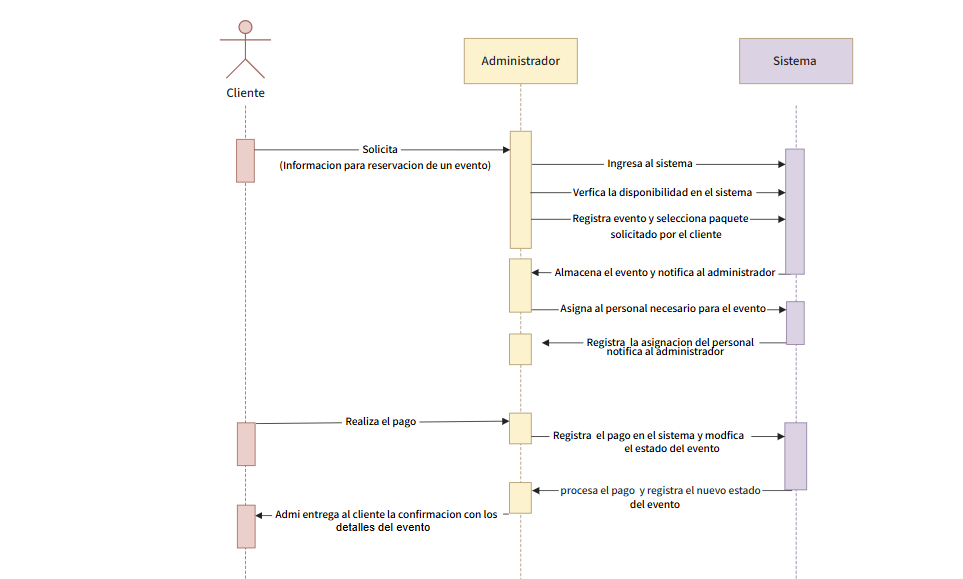 Cliente
Administrador
Sistema
Solicita
(Informacion para reservacion de un evento)
Ingresa al sistema
Verfica la disponibilidad en el sistema
Registra evento y selecciona paquete
solicitado por el cliente
Almacena el evento y notifica al administrador
Asigna al personal necesario para el evento
Registra la asignacion del personal
notifica al administrador
Realiza el pago
Registra el pago en el sistema y modfica
el estado del evento
procesa el pago y registra el nuevo estado
del evento
Admi entrega al cliente la confirmacion con los
detalles del evento